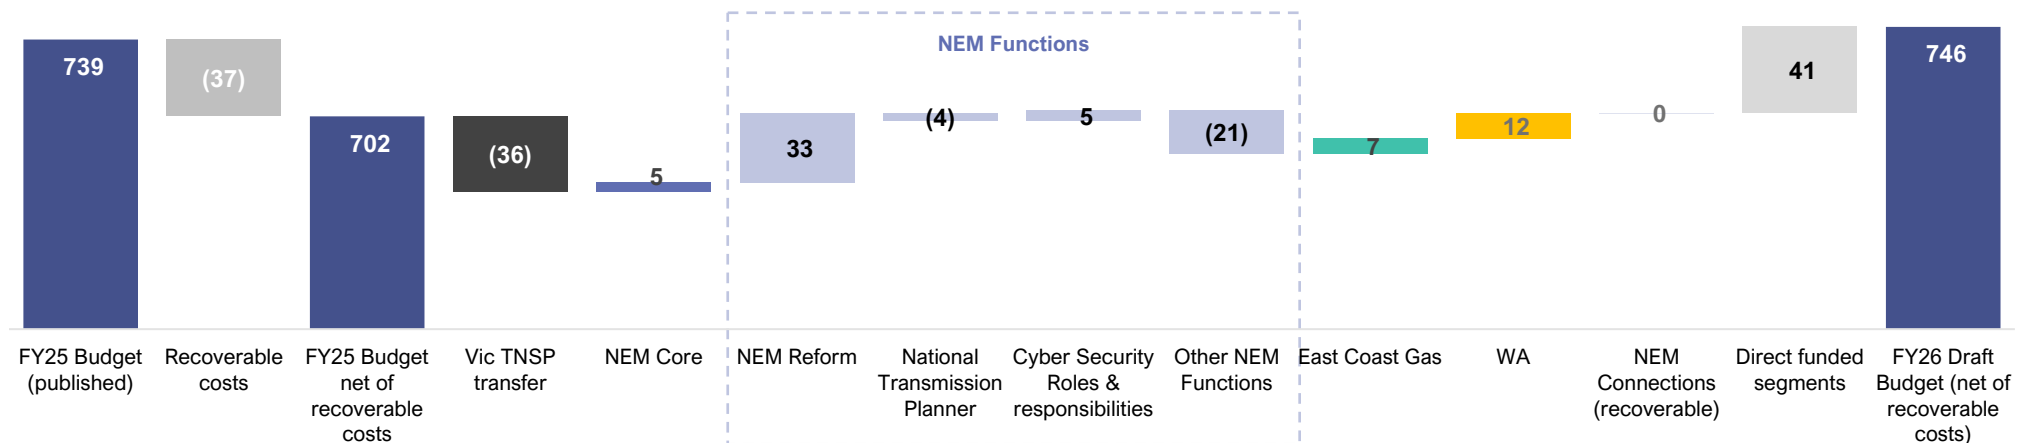 NEM Functions
739
(37)
702
(36)
5
33
(4)
5
(21)
7
12
0
41
746
FY25 Budget
(published)
Recoverable
costs
FY25 Budget
net of
recoverable
costs
Vic TNSP
transfer
NEM Core
NEM Reform
National
Transmission
Planner
Cyber Security
Roles &
responsibilities
Other NEM
Functions
East Coast Gas
WA
NEM
Connections
(recoverable)
Direct funded
segments
FY26 Draft
Budget (net of
recoverable
costs)